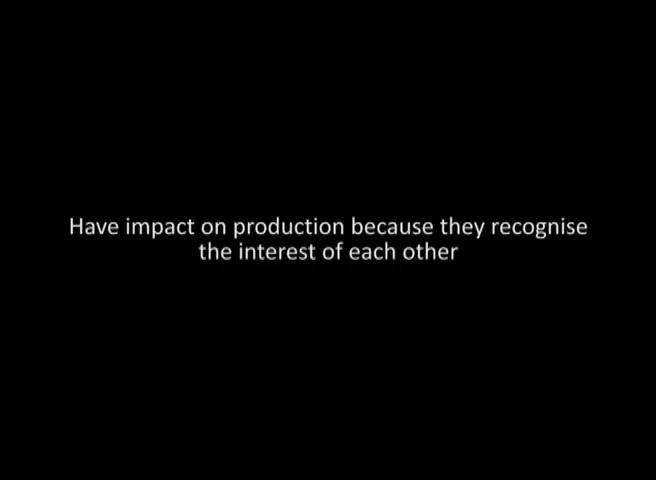 Have impact on production because they recognise
the interest of each other